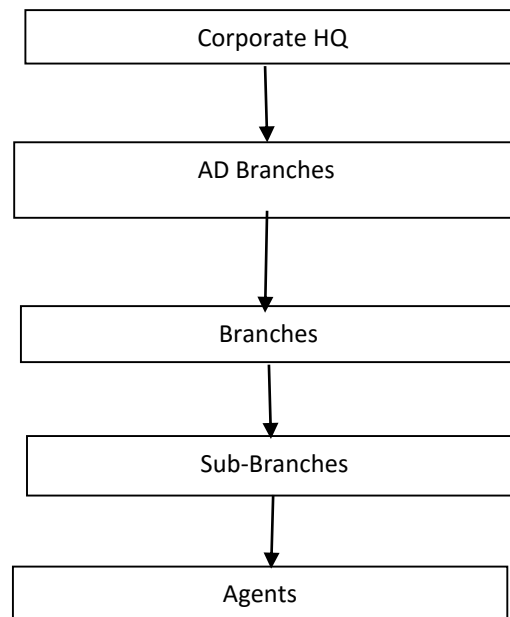 Corporate HQ
AD Branches
Branches
Sub-Branches
Agents